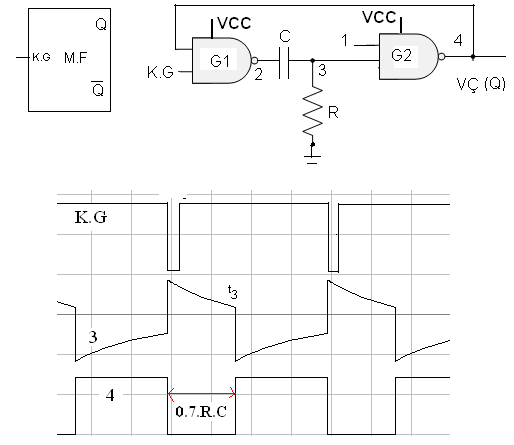 Q
K.G M.F
Q
VCC
K.G
G1
2
C
3
R
VCC
1
G2
4
VÇ (Q)
K.G
t3
3
4
0.7.R.C